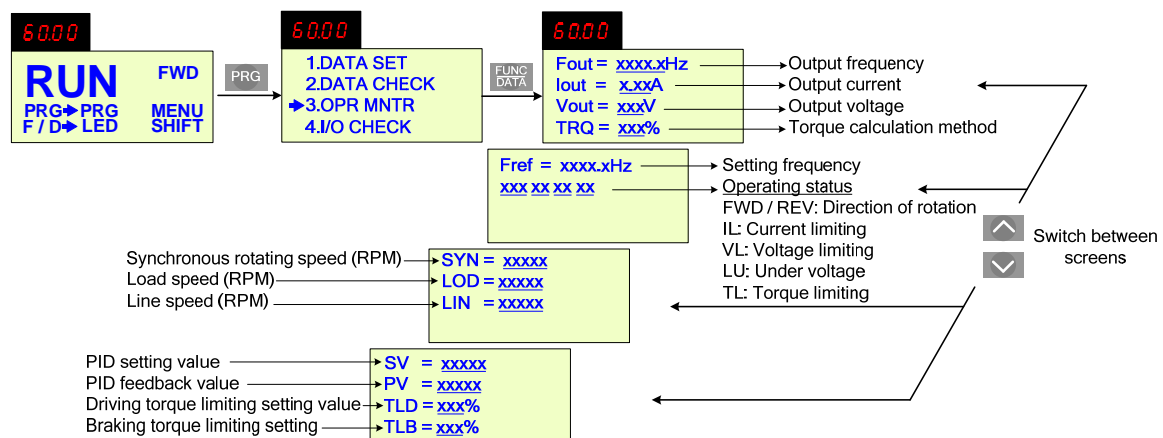 60.00
RUN FWD
PRG→PRG MENU
F / D→LED SHIFT
PRG
60.00
1.DATA SET
2.DATA CHECK
→3.OPR MNTR
4.I/O CHECK
FUNC
DATA
60.00
Fout = xxxx.xHz Output frequency
Iout = x.xxA Output current
Vout = xxxV Output voltage
TRQ = xxx% Torque calculation method
Fref = xxxx.xHz Setting frequency
xxx xx xx xx Operating status
FWD / REV: Direction of rotation
IL: Current limiting
VL: Voltage limiting
LU: Under voltage
TL: Torque limiting
Switch between
screens
Synchronous rotating speed (RPM) SYN = xxxxx
Load speed (RPM) LOD = xxxxx
Line speed (RPM) LIN = xxxxx
PID setting value SV = xxxxx
PID feedback value PV = xxxxx
Driving torque limiting setting value TLD = xxx%
Braking torque limiting setting TLB = xxx%